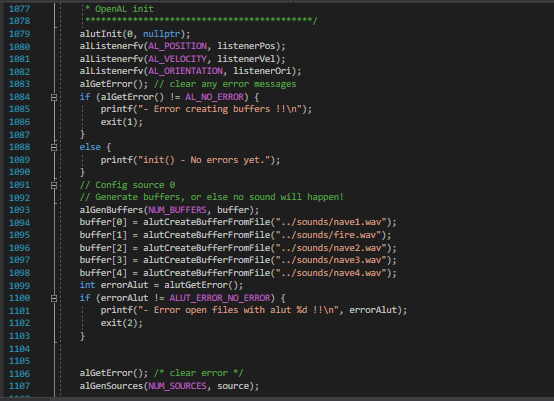 1077 * OpenAL init
1078 *******************************************/
1079 alutInit(0, nullptr);
1080 alListenerfv(AL_POSITION, listenerPos);
1081 alListenerfv(AL_VELOCITY, listenerVel);
1082 alListenerfv(AL_ORIENTATION, listenerOri);
1083 alGetError(); // clear any error messages
1084 if (alGetError() != AL_NO_ERROR) {
1085 printf("- Error creating buffers !!\n");
1086 exit(1);
1087 }
1088 else {
1089 printf("init() - No errors yet.");
1090 }
1091 // Config source 0
1092 // Generate buffers, or else no sound will happen!
1093 alGenBuffers(NUM_BUFFERS, buffer);
1094 buffer[0] = alutCreateBufferFromFile("../sounds/nave1.wav");
1095 buffer[1] = alutCreateBufferFromFile("../sounds/fire.wav");
1096 buffer[2] = alutCreateBufferFromFile("../sounds/nave2.wav");
1097 buffer[3] = alutCreateBufferFromFile("../sounds/nave3.wav");
1098 buffer[4] = alutCreateBufferFromFile("../sounds/nave4.wav");
1099 int errorAlut = alutGetError();
1100 if (errorAlut != ALUT_ERROR_NO_ERROR) {
1101 printf("- Error open files with alut %d !!\n", errorAlut);
1102 exit(2);
1103 }
1104
1105
1106 alGetError(); /* clear error */
1107 alGenSources(NUM_SOURCES, source);